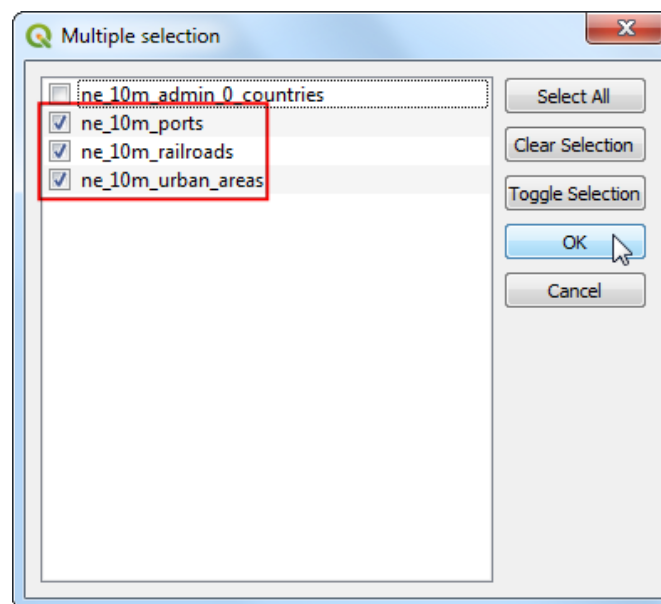 Multiple selection
ne_10m_admin_0_countries
ne_10m_ports
ne_10m_railroads
ne_10m_urban_areas
Select All
Clear Selection
Toggle Selection
OK
Cancel